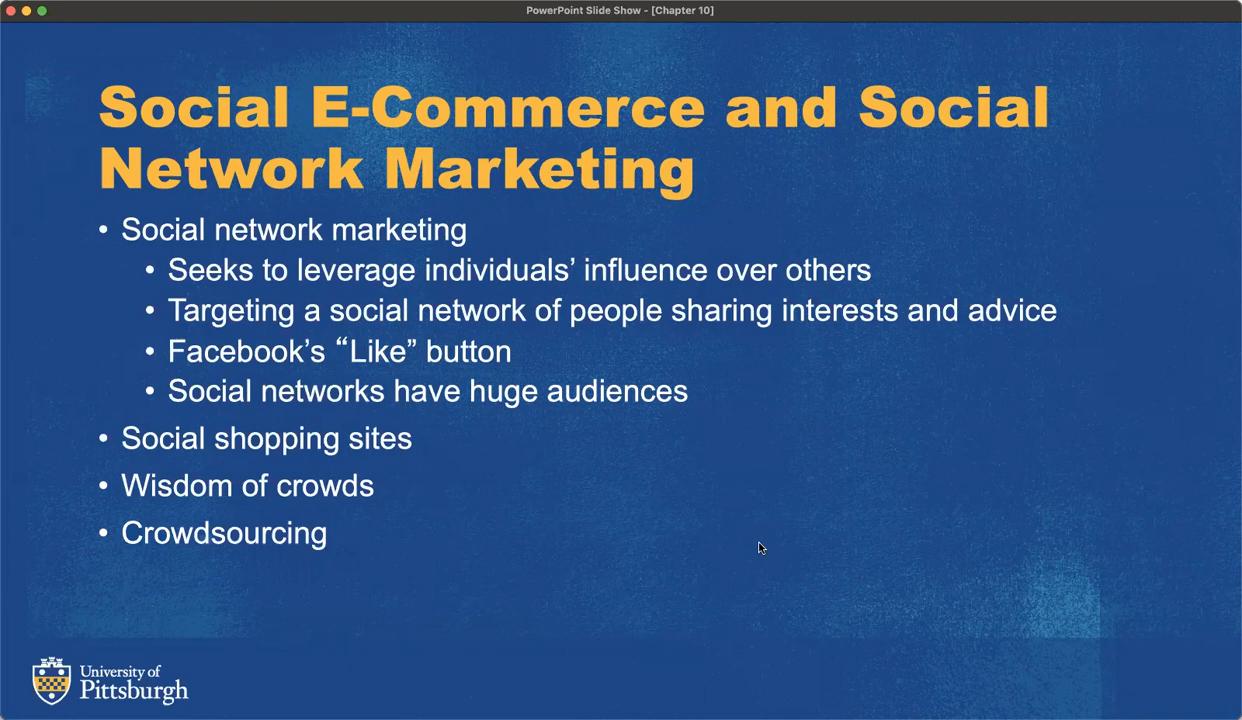 PowerPoint Slide Show - [Chapter 10]
Social E-Commerce and Social
Network Marketing
• Social network marketing
• Seeks to leverage individuals’ influence over others
• Targeting a social network of people sharing interests and advice
• Facebook’s “Like” button
• Social networks have huge audiences
• Social shopping sites
• Wisdom of crowds
• Crowdsourcing
University of
Pittsburgh